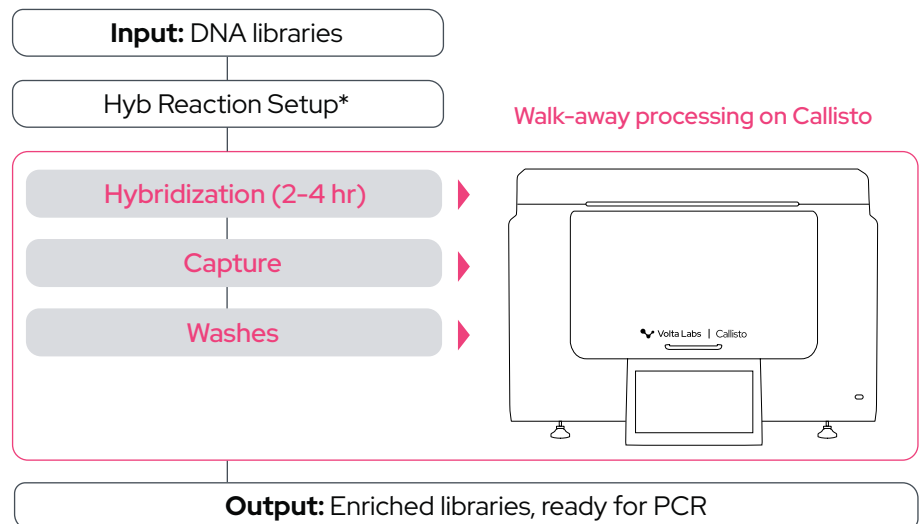 Input: DNA libraries
Hyb Reaction Setup*
Walk-away processing on Callisto
Hybridization (2-4 hr)
Capture
Washes
Volta Labs | Callisto
Output: Enriched libraries, ready for PCR